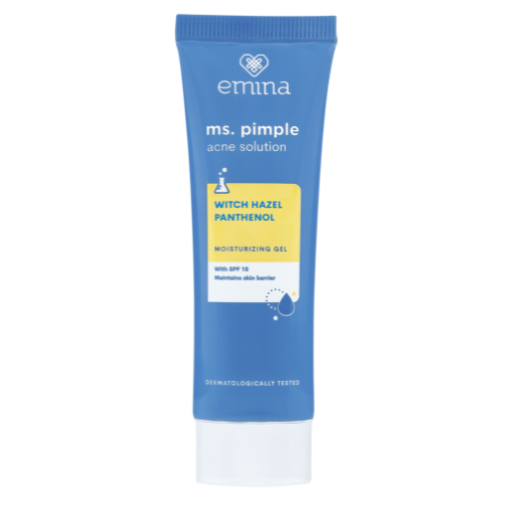 emina
ms. pimple
acne solution
WITCH HAZEL
PANTHENOL
MOISTURIZING GEL
With SPF 15
Maintains skin barrier
DERMATOLOGICALLY TESTED